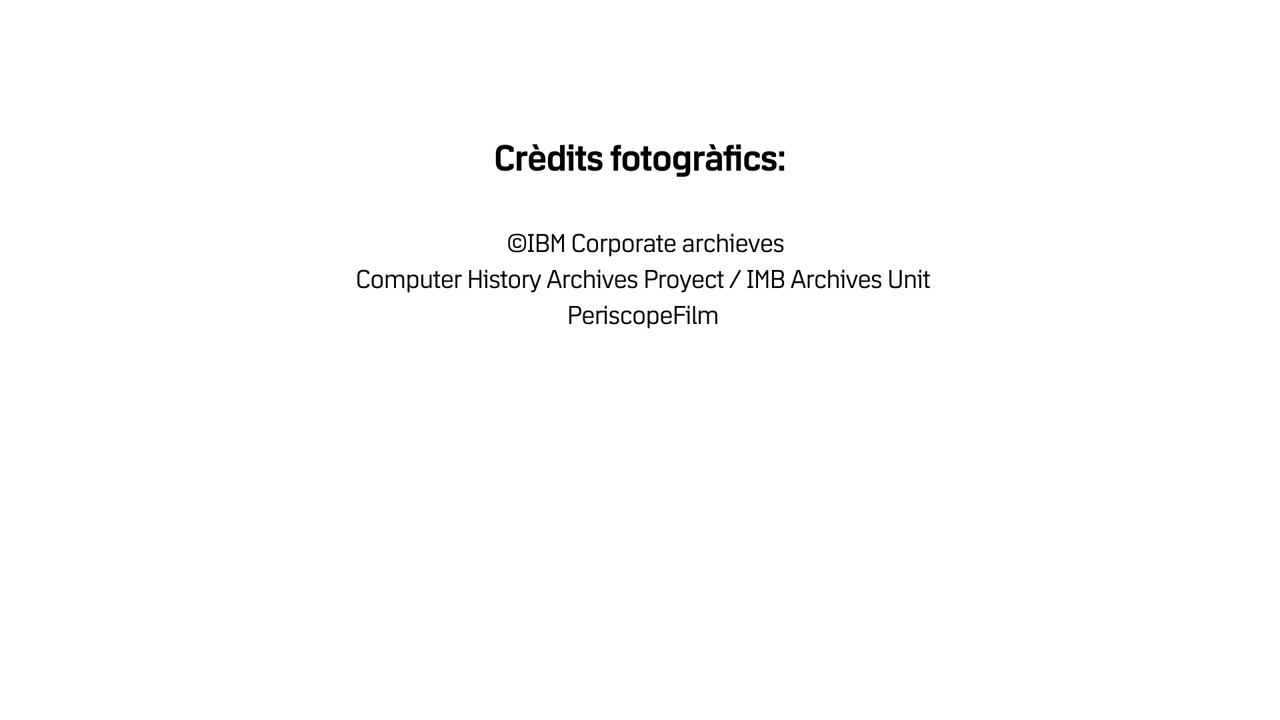 Crèdits fotogràfics:
©IBM Corporate archieves
Computer History Archives Proyect / IMB Archives Unit
PeriscopeFilm